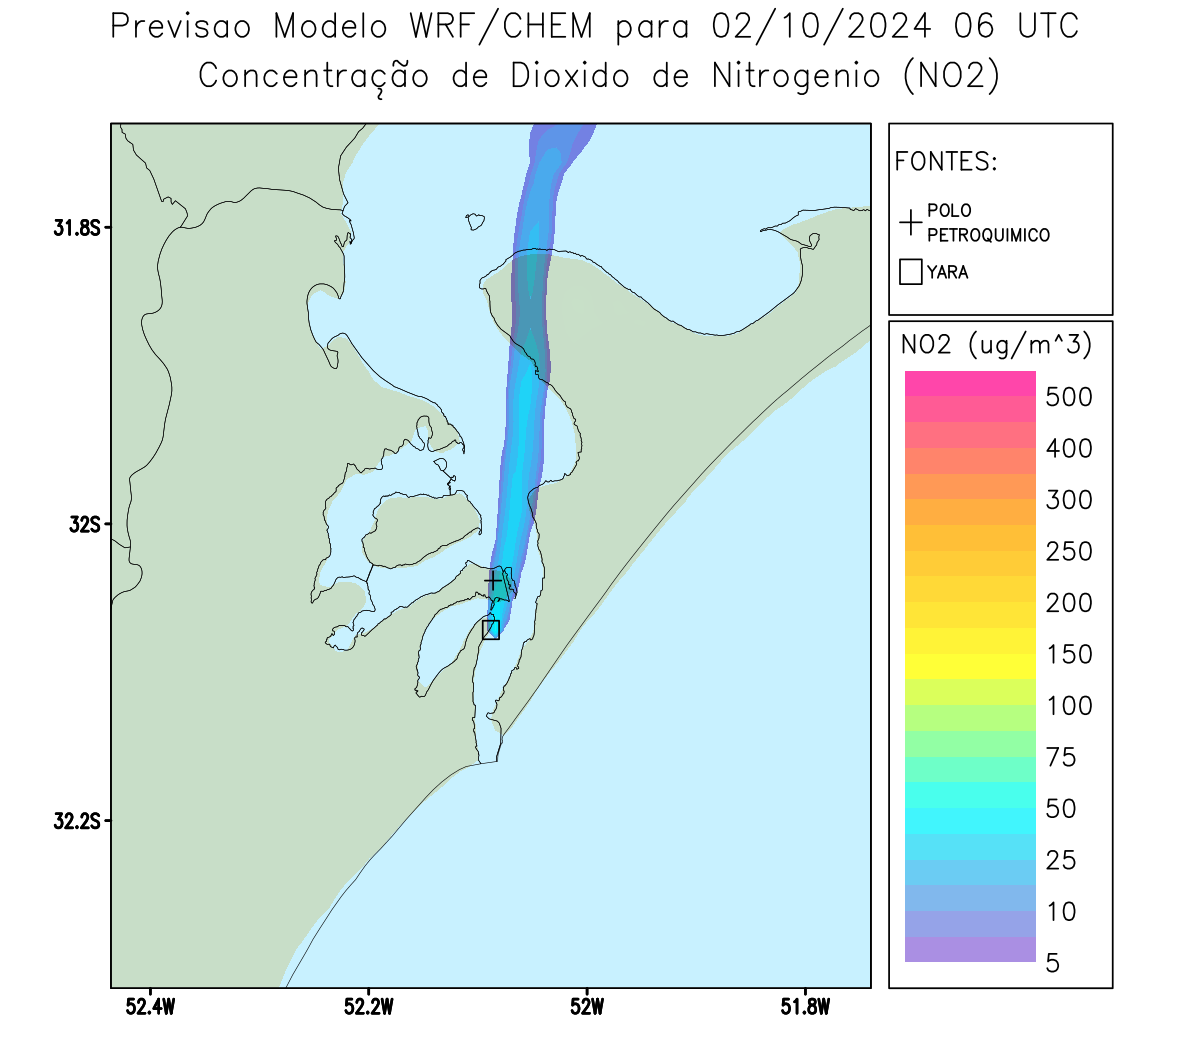 Previsao Modelo WRF/CHEM para 02/10/2024 06 UTC
Concentração de Dioxido de Nitrogenio (NO2)
FONTES:
POLO
PETROQUIMICO
YARA
NO2 (ug/m^3)
500
400
300
250
200
150
100
75
50
25
10
5
31.8S
32S
32.2S
52.4W
52.2W
52W
51.8W